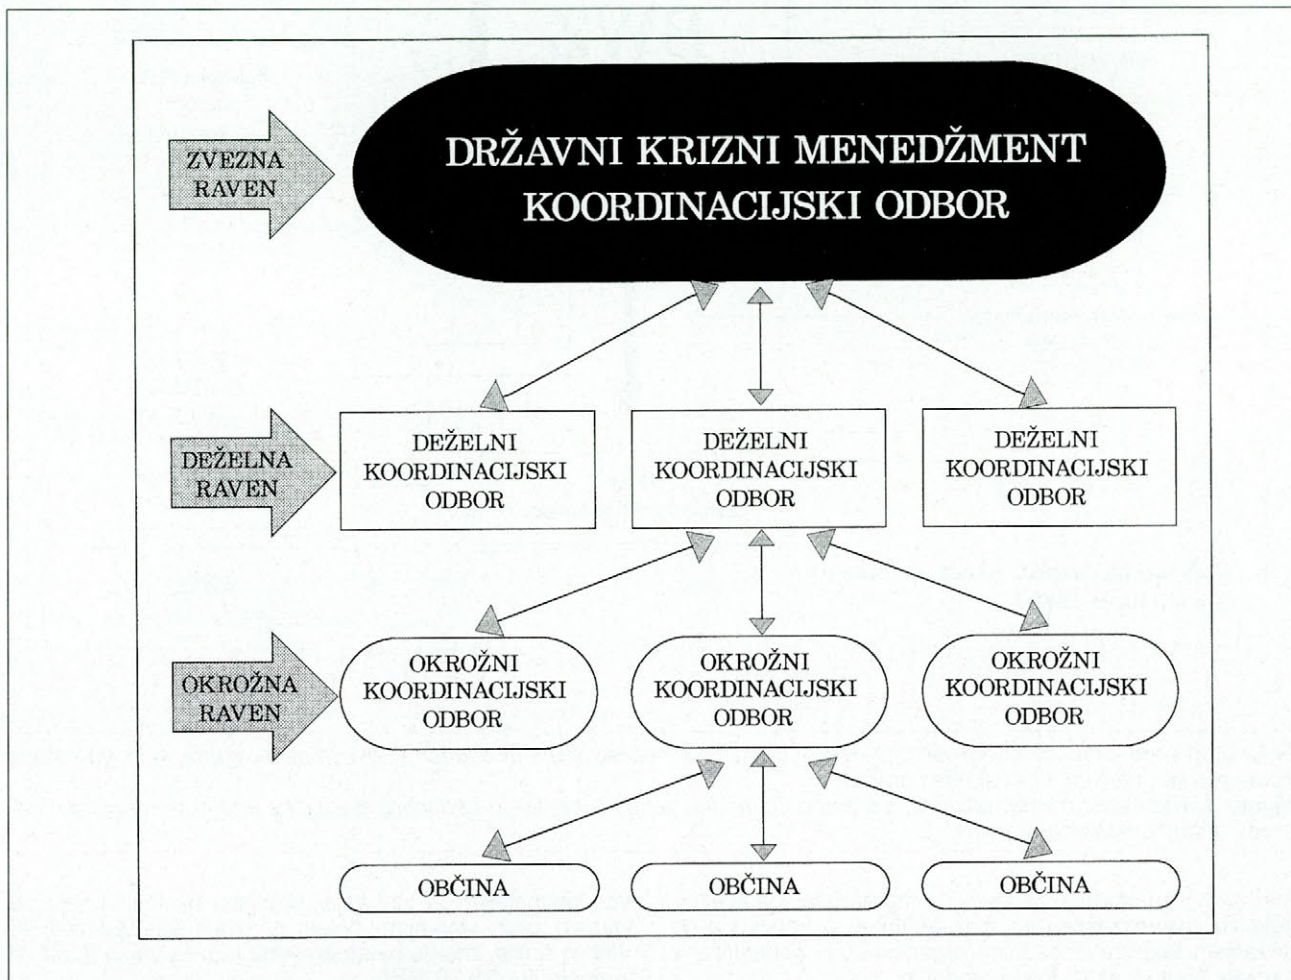 DRŽAVNI KRIZNI MENEDŽMENT
KOORDINACIJSKI ODBOR
ZVEZNA
RAVEN
DEŽELNA
RAVEN
DEŽELNI
KOORDINACIJSKI
ODBOR
DEŽELNI
KOORDINACIJSKI
ODBOR
DEŽELNI
KOORDINACIJSKI
ODBOR
OKROŽNA
RAVEN
OKROŽNI
KOORDINACIJSKI
ODBOR
OKROŽNI
KOORDINACIJSKI
ODBOR
OKROŽNI
KOORDINACIJSKI
ODBOR
OBČINA
OBČINA
OBČINA